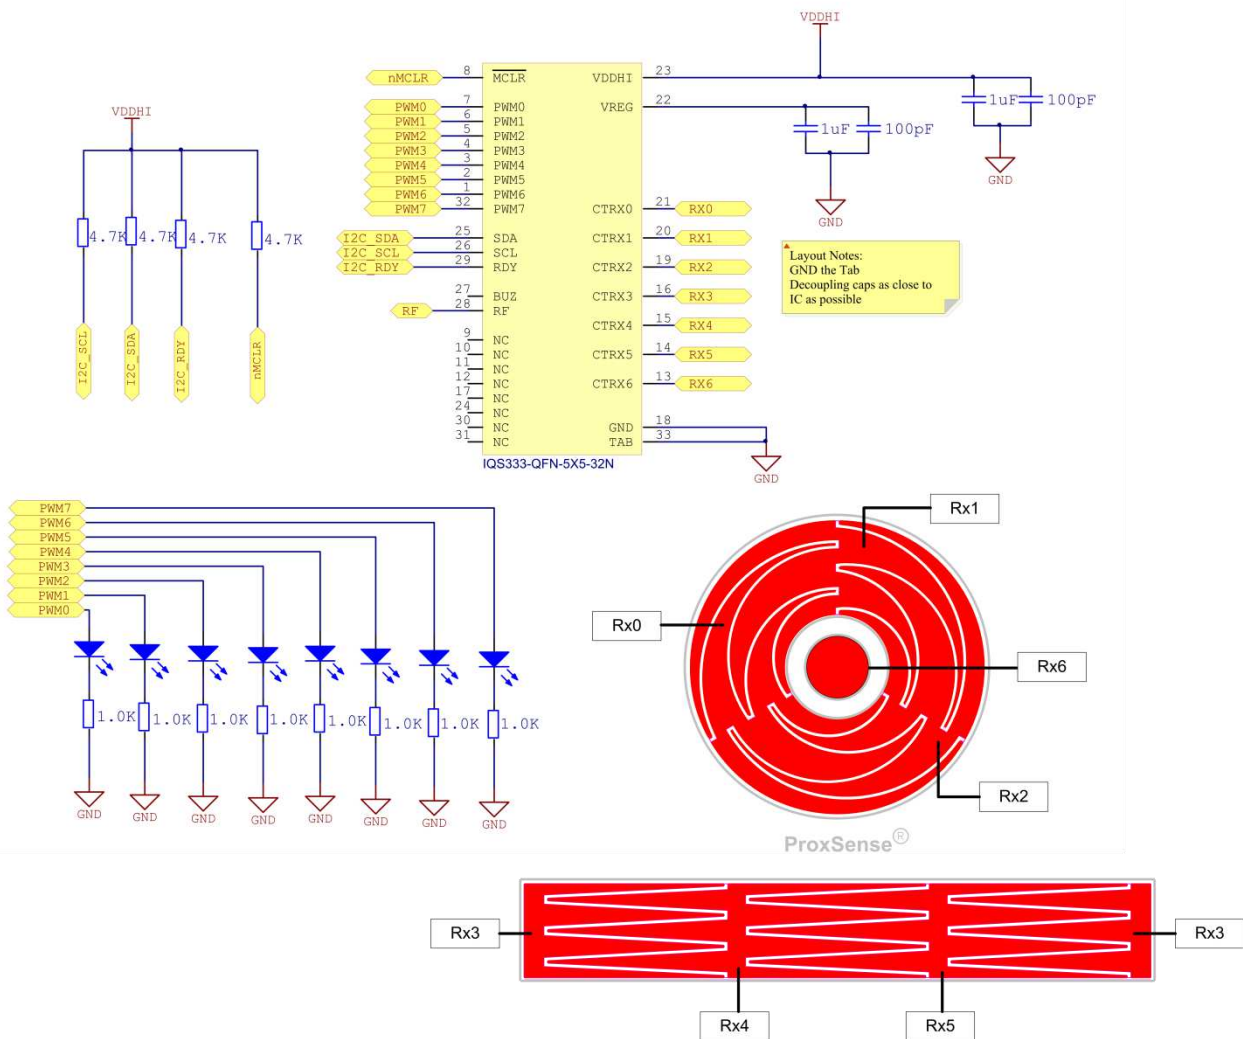 VDDHI
4.7K 4.7K 4.7K 4.7K
I2C_SCL
I2C_SDA
I2C_RDY
nMCLR
nMCLR 8 MCLR
PWM0 7 PWM0
PWM1 6 PWM1
PWM2 5 PWM2
PWM3 4 PWM3
PWM4 3 PWM4
PWM5 2 PWM5
PWM6 1 PWM6
PWM7 32 PWM7
I2C_SDA 25 SDA
I2C_SCL 26 SCL
I2C_RDY 29 RDY
27 BUZ
RF 28 RF
9 NC
10 NC
11 NC
12 NC
17 NC
24 NC
30 NC
31 NC
VDDHI 23
VREG 22
CTRX0 21 RX0
CTRX1 20 RX1
CTRX2 19 RX2
CTRX3 16 RX3
CTRX4 15 RX4
CTRX5 14 RX5
CTRX6 13 RX6
GND 18
TAB 33
IQS333-QFN-5X5-32N
GND
VDDHI
1uF 100pF
GND
1uF 100pF
GND
Layout Notes:
GND the Tab
Decoupling caps as close to
IC as possible
PWM7
PWM6
PWM5
PWM4
PWM3
PWM2
PWM1
PWM0
1.0K 1.0K 1.0K 1.0K 1.0K 1.0K 1.0K 1.0K
GND GND GND GND GND GND GND GND
Rx1
Rx0
Rx6
Rx2
ProxSense®
Rx3
Rx3
Rx4
Rx5